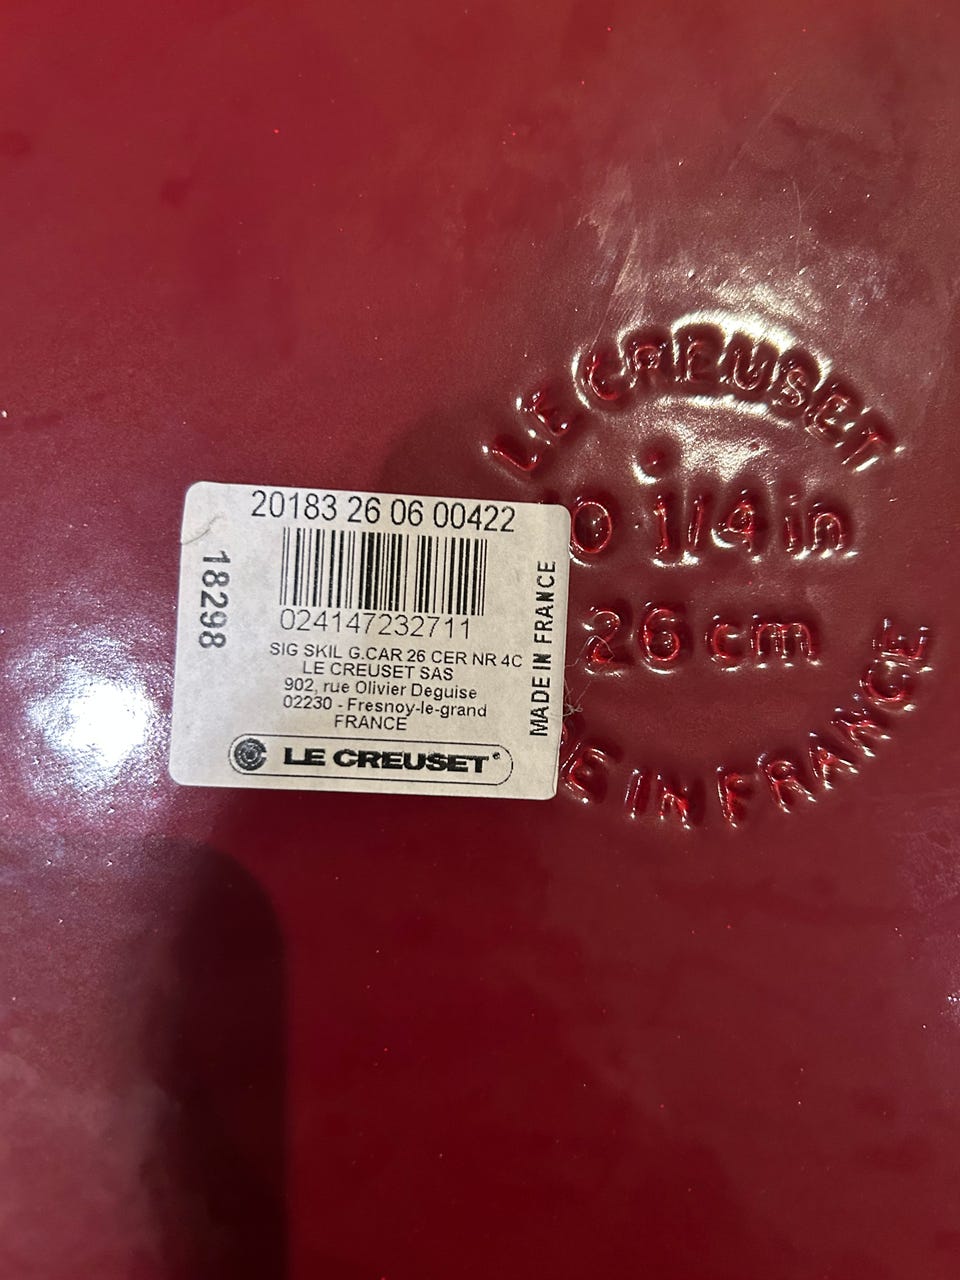 20183 26 06 00422
18298
024147232711
SIG SKIL G.CAR 26 CER NR 4C
LE CREUSET SAS
902, rue Olivier Deguise
02230 - Fresnoy-le-grand
FRANCE
LE CREUSET®
MADE IN FRANCE
LE CREUSET
0 1/4 in
26 cm
E IN FRANCE